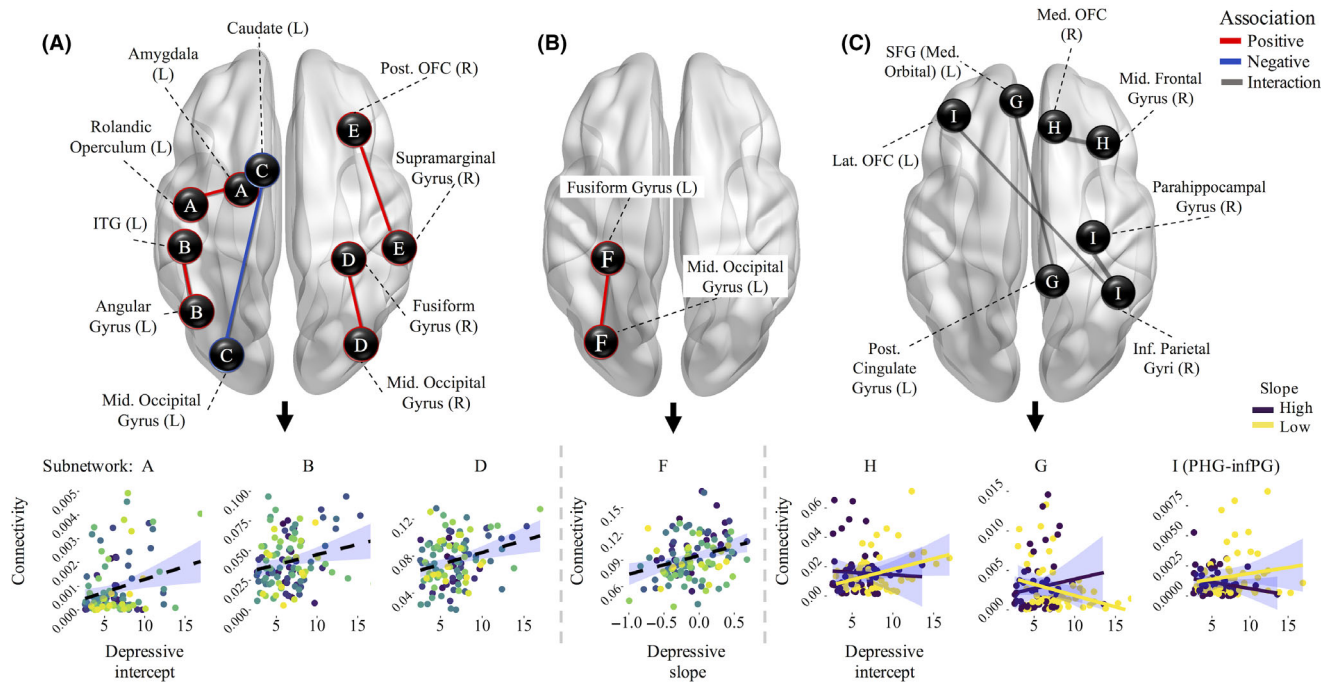 (A)
Caudate (L)
Amygdala
(L)
Post. OFC (R)
Rolandic
Operculum (L)
Supramarginal
Gyrus (R)
ITG (L)
Angular
Gyrus (L)
Fusiform
Gyrus (R)
Mid. Occipital
Gyrus (L)
Mid. Occipital
Gyrus (R)
C
A
A
B
B
C
E
E
D
D
(B)
Fusiform Gyrus (L)
Mid. Occipital
Gyrus (L)
F
F
(C)
Med. OFC
(R)
SFG (Med.
Orbital) (L)
Mid. Frontal
Gyrus (R)
Lat. OFC (L)
Parahippocampal
Gyrus (R)
Post.
Cingulate
Gyrus (L)
Inf. Parietal
Gyri (R)
I
G
H
H
I
G
I
Association
Positive
Negative
Interaction
Slope
High
Low
Subnetwork: A
Connectivity
0.005
0.004
0.003
0.002
0.001
0.000
5 10 15
Depressive
intercept
B
0.100
0.075
0.050
0.025
0.000
5 10 15
D
0.12
0.08
0.04
5 10 15
F
Connectivity
0.15
0.12
0.09
0.06
−1.0 −0.5 0.0 0.5
Depressive
slope
H
Connectivity
0.06
0.04
0.02
0.00
5 10 15
Depressive
intercept
G
0.015
0.010
0.005
0.000
5 10 15
I (PHG-infPG)
0.0075
0.0050
0.0025
0.0000
5 10 15